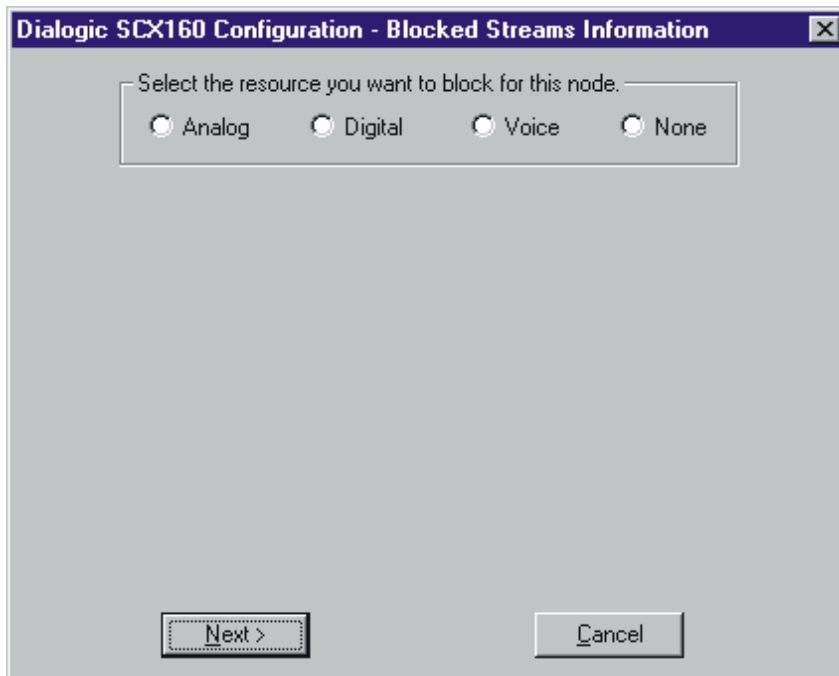 Dialogic SCX160 Configuration - Blocked Streams Information
Select the resource you want to block for this node.
Analog Digital Voice None
Next > Cancel